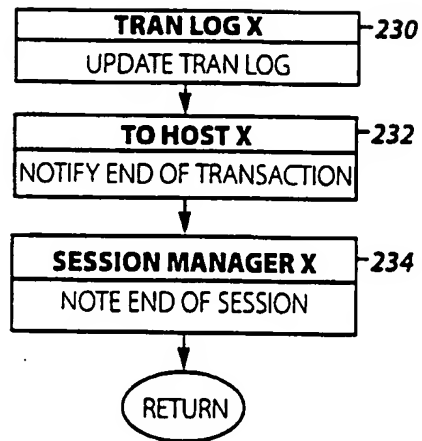 TRAN LOG X 230
UPDATE TRAN LOG
TO HOST X 232
NOTIFY END OF TRANSACTION
SESSION MANAGER X 234
NOTE END OF SESSION
RETURN